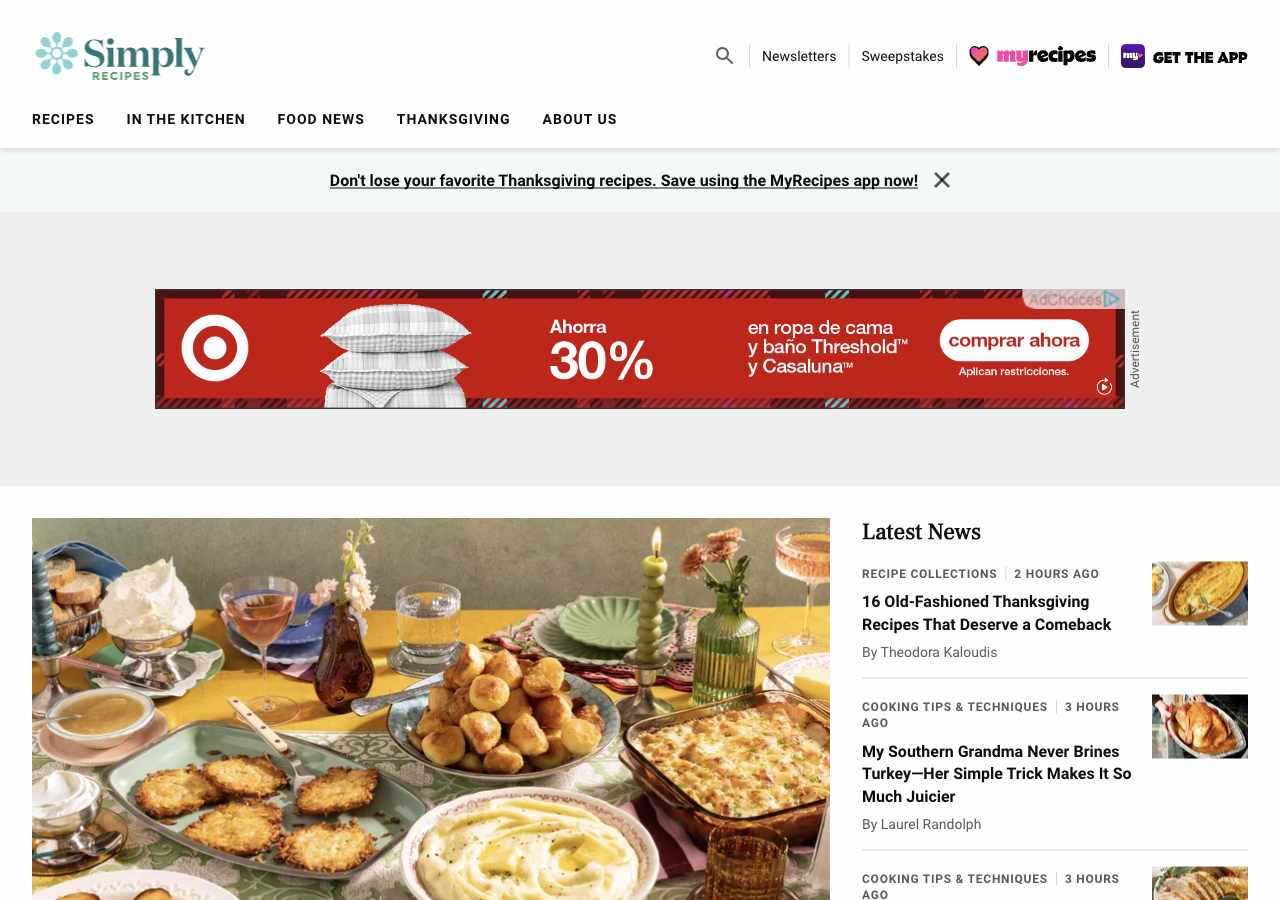 Simply
RECIPES
Newsletters
Sweepstakes
myrecipes
my
GET THE APP
RECIPES
IN THE KITCHEN
FOOD NEWS
THANKSGIVING
ABOUT US
Don't lose your favorite Thanksgiving recipes. Save using the MyRecipes app now!
AdChoices
Ahorra
30%
en ropa de cama
y baño Threshold™
y Casaluna™
comprar ahora
Aplican restricciones.
Advertisement
Latest News
RECIPE COLLECTIONS
2 HOURS AGO
16 Old-Fashioned Thanksgiving
Recipes That Deserve a Comeback
By Theodora Kaloudis
COOKING TIPS & TECHNIQUES
3 HOURS
AGO
My Southern Grandma Never Brines
Turkey—Her Simple Trick Makes It So
Much Juicier
By Laurel Randolph
COOKING TIPS & TECHNIQUES
3 HOURS
AGO